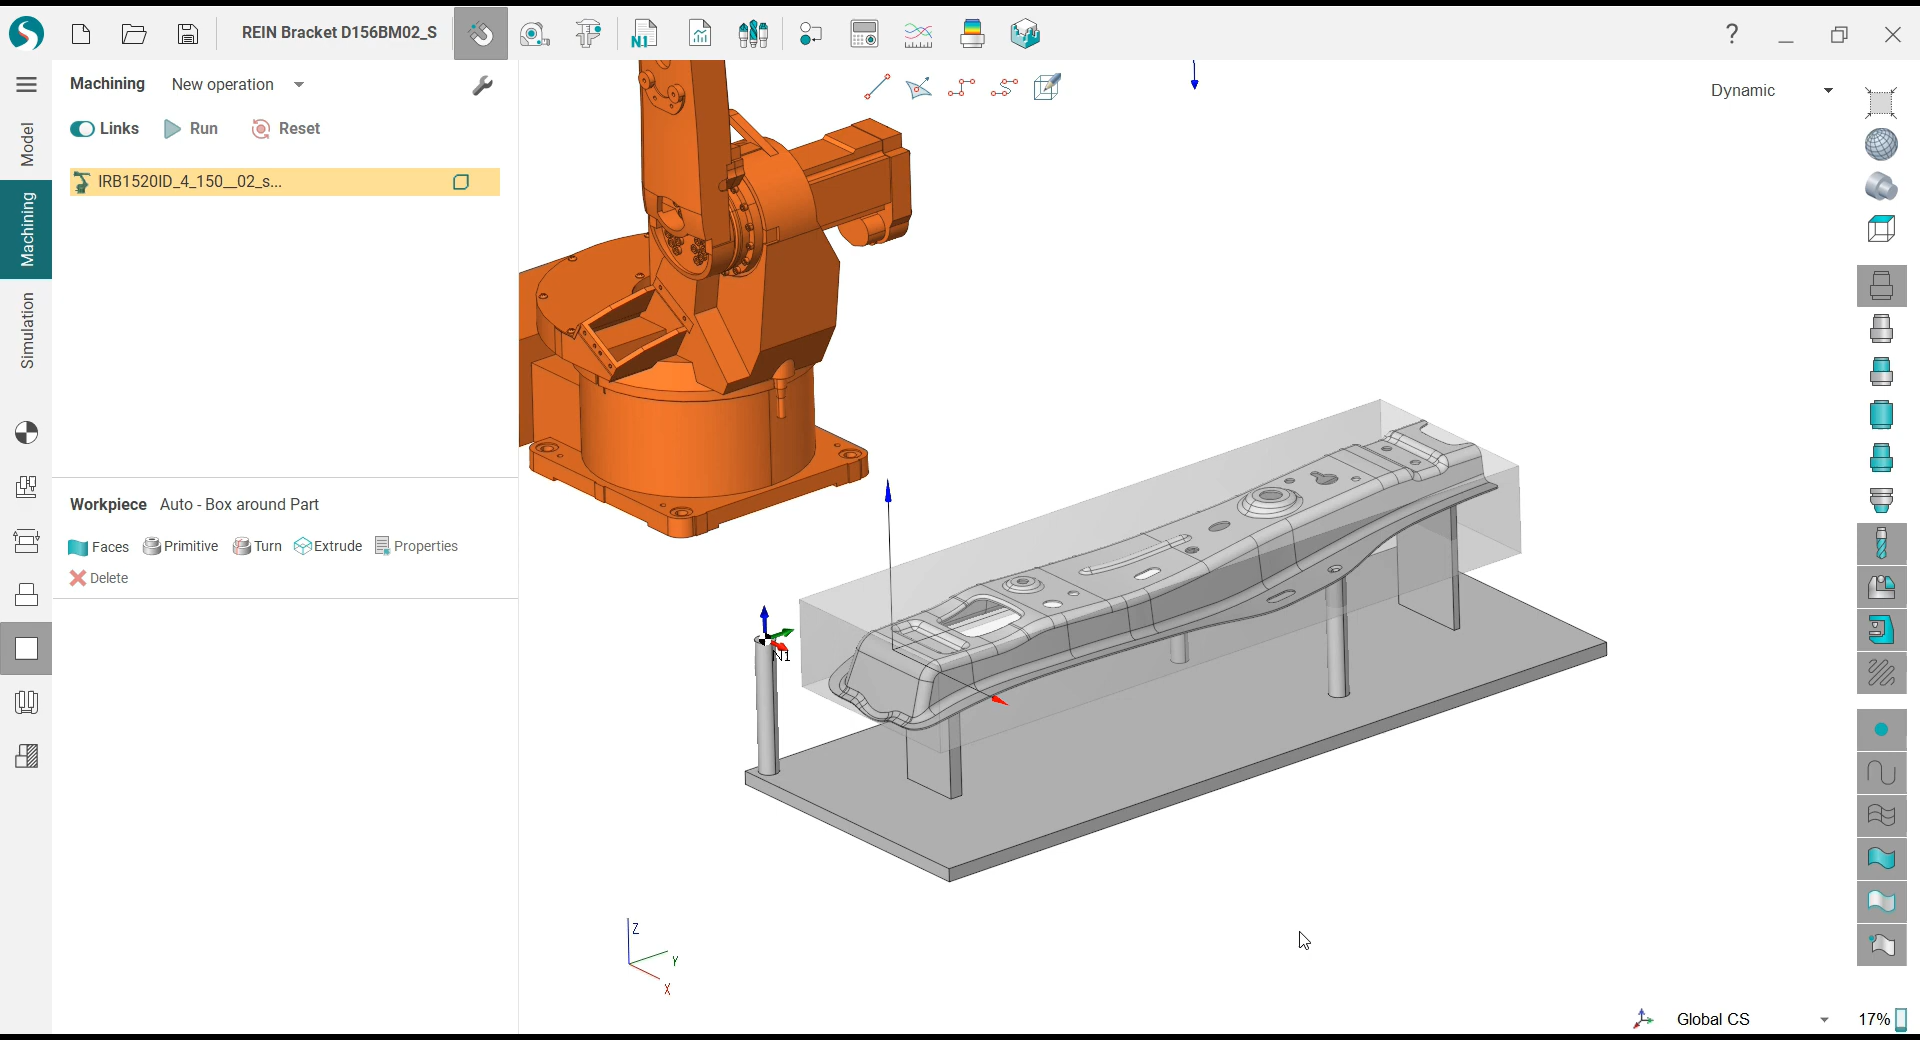 REIN Bracket D156BM02_S
N1
?
Machining New operation
Dynamic
Links Run Reset
Model
IRB1520ID_4_150__02_s...
Machining
Simulation
Workpiece Auto - Box around Part
Faces Primitive Turn Extrude Properties
Delete
N1
Z
Y
X
Global CS 17%